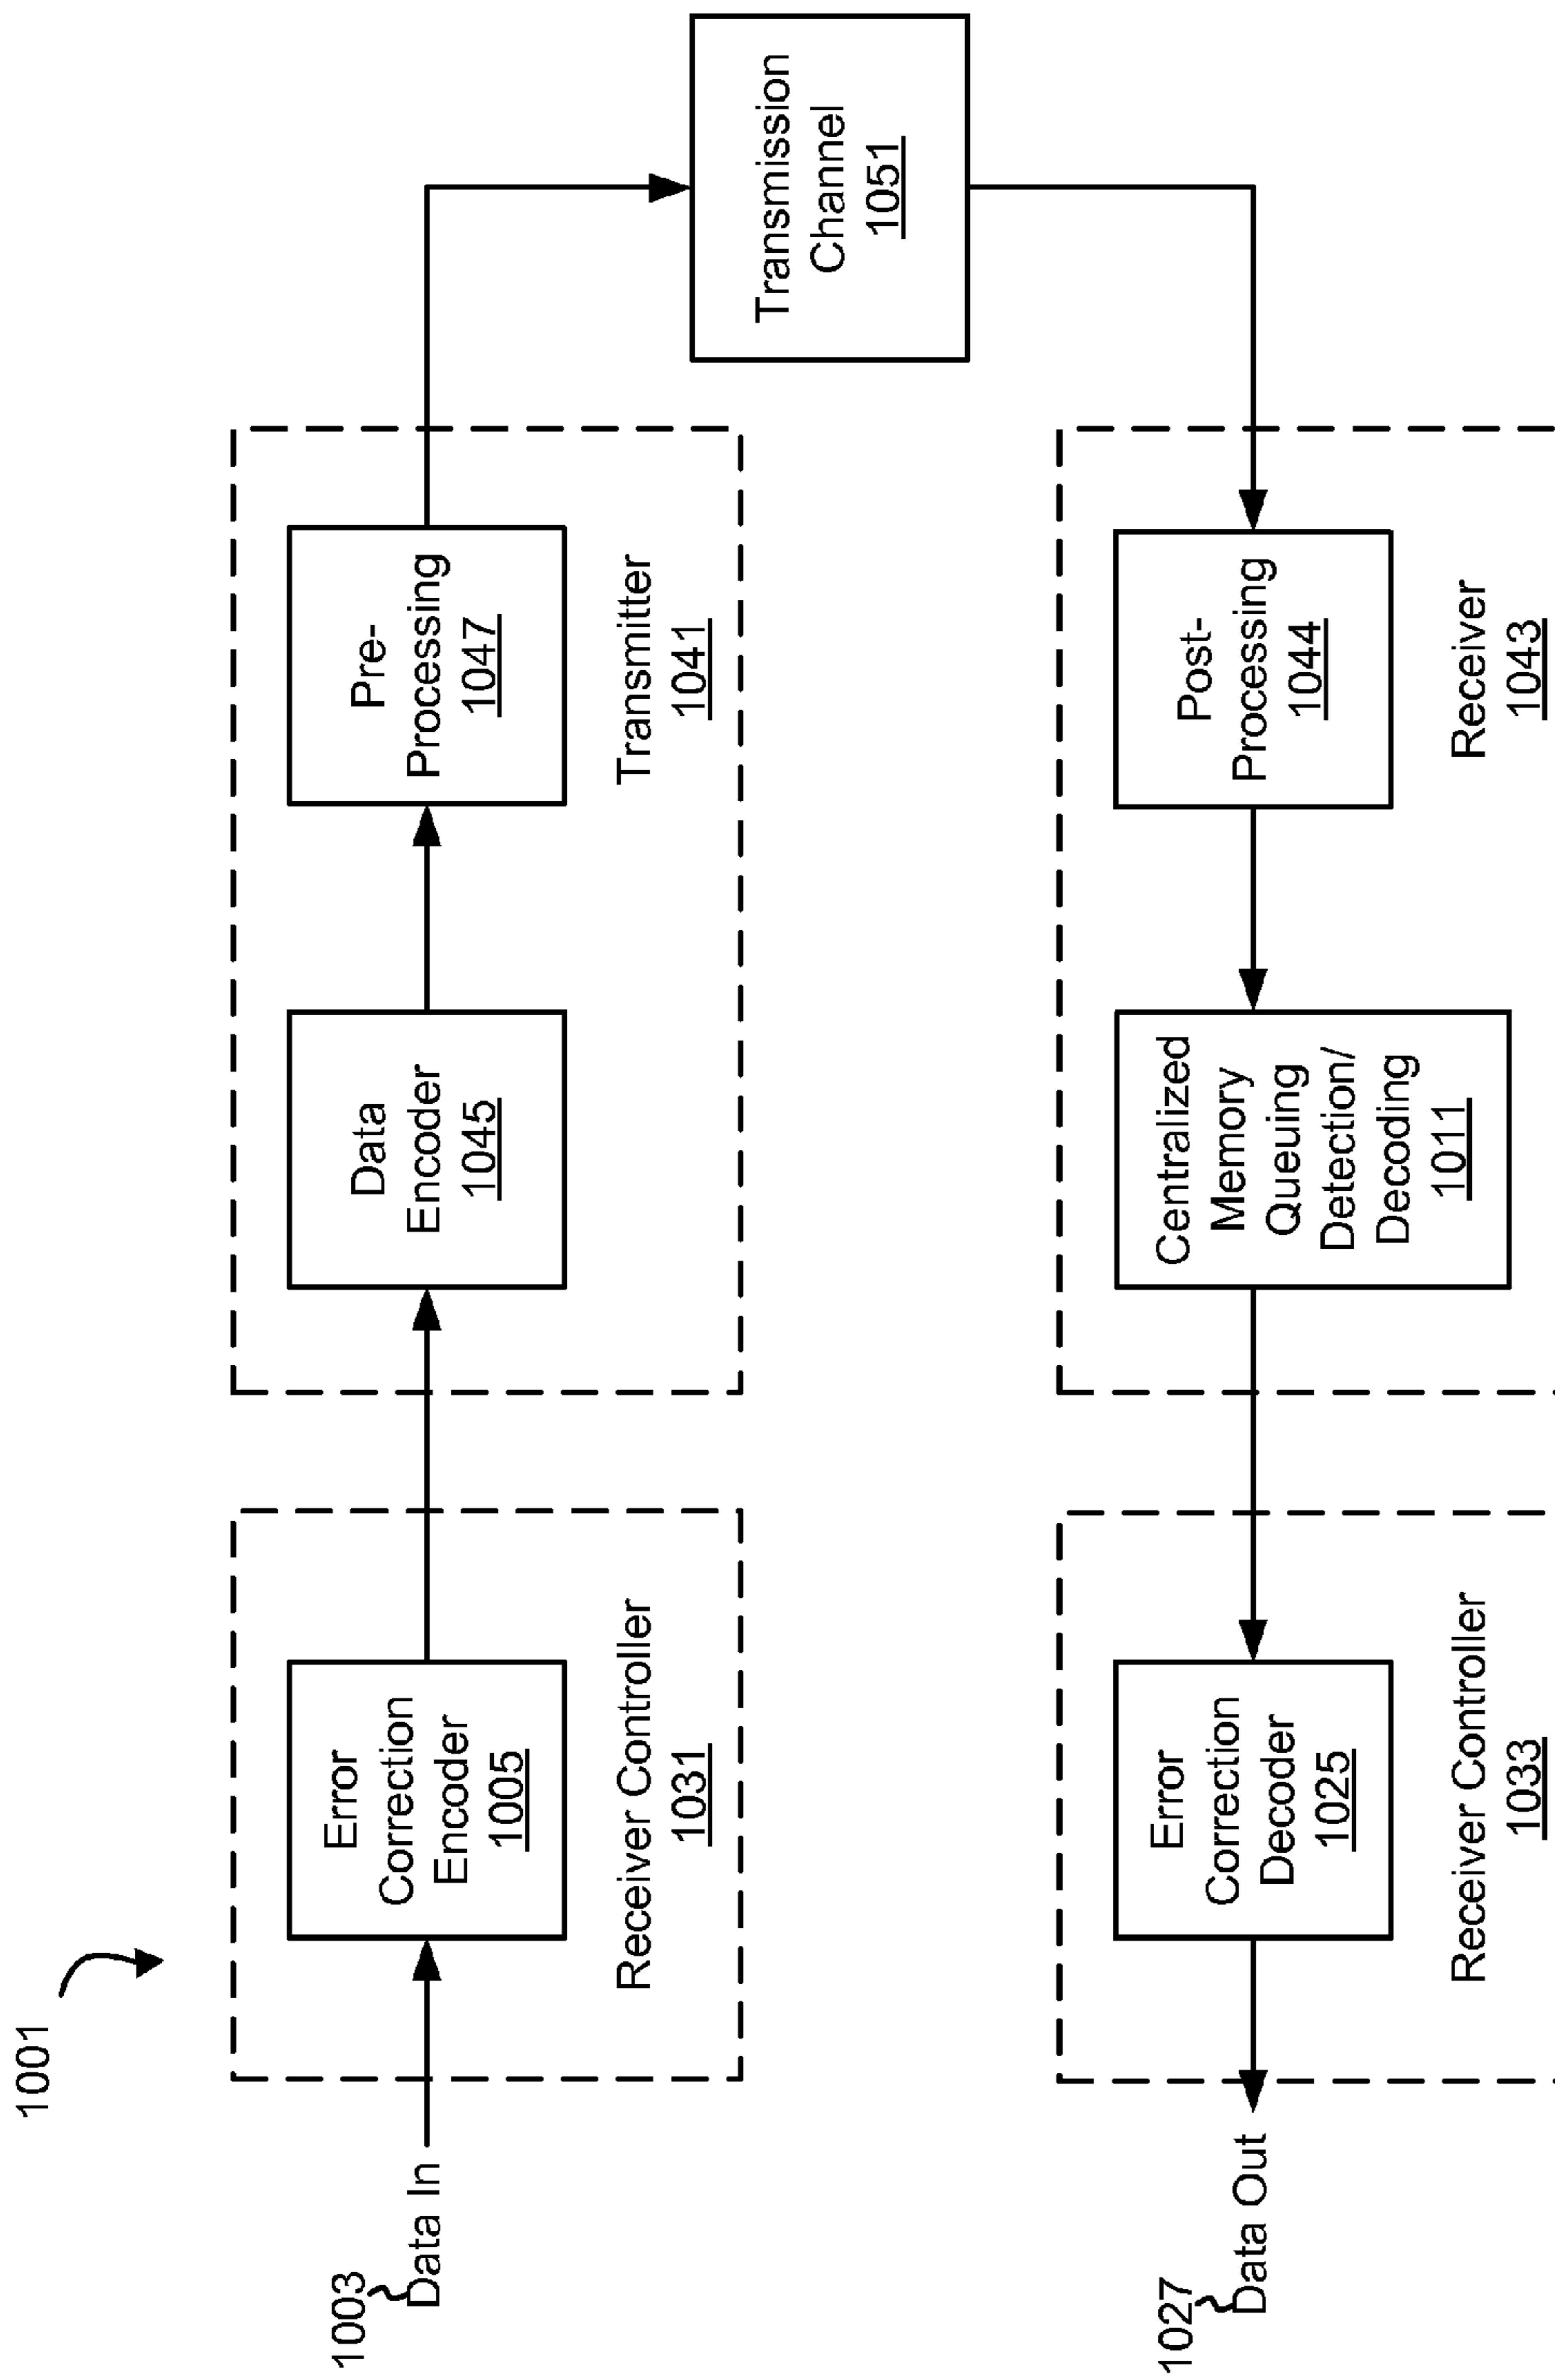 1001
1003
Data In
Error
Correction
Encoder
1005
Receiver Controller
1031
Data
Encoder
1045
Pre-
Processing
1047
Transmitter
1041
Transmission
Channel
1051
1027
Data Out
Error
Correction
Decoder
1025
Receiver Controller
1033
Centralized
Memory
Queuing
Detection/
Decoding
1011
Post-
Processing
1044
Receiver
1043